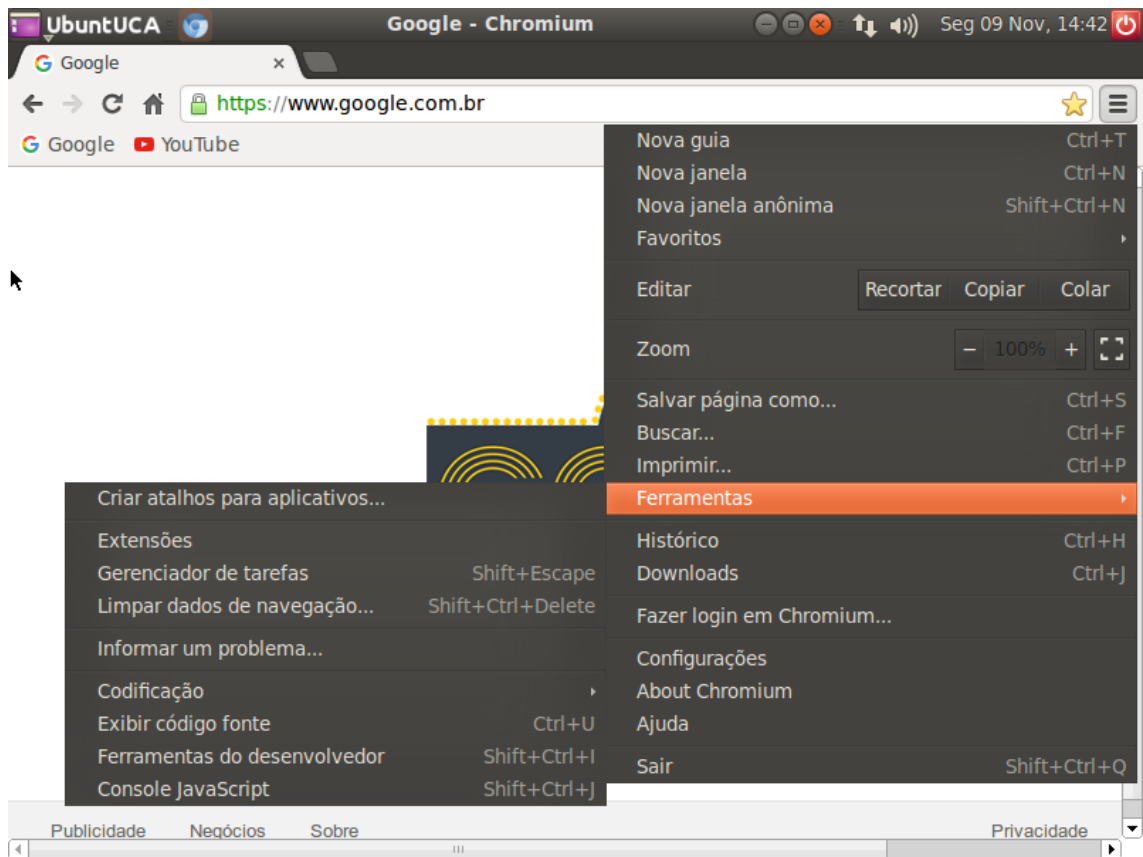 UbuntUCA Google - Chromium Seg 09 Nov, 14:42
Google
https://www.google.com.br
Google YouTube
Nova guia Ctrl+T
Nova janela Ctrl+N
Nova janela anônima Shift+Ctrl+N
Favoritos
Editar Recortar Copiar Colar
Zoom − 100% +
Salvar página como... Ctrl+S
Buscar... Ctrl+F
Imprimir... Ctrl+P
Ferramentas
Histórico Ctrl+H
Downloads Ctrl+J
Fazer login em Chromium...
Configurações
About Chromium
Ajuda
Sair Shift+Ctrl+Q
Criar atalhos para aplicativos...
Extensões
Gerenciador de tarefas Shift+Escape
Limpar dados de navegação... Shift+Ctrl+Delete
Informar um problema...
Codificação
Exibir código fonte Ctrl+U
Ferramentas do desenvolvedor Shift+Ctrl+I
Console JavaScript Shift+Ctrl+J
Publicidade Negócios Sobre Privacidade